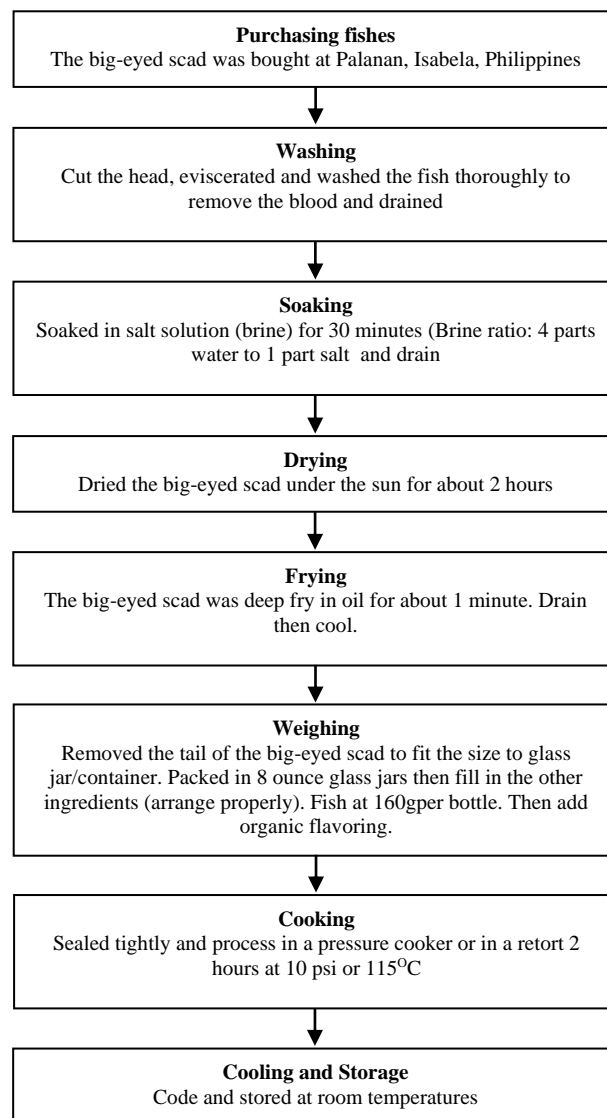 Purchasing fishes
The big-eyed scad was bought at Palanan, Isabela, Philippines
Washing
Cut the head, eviscerated and washed the fish thoroughly to
remove the blood and drained
Soaking
Soaked in salt solution (brine) for 30 minutes (Brine ratio: 4 parts
water to 1 part salt and drain
Drying
Dried the big-eyed scad under the sun for about 2 hours
Frying
The big-eyed scad was deep fry in oil for about 1 minute. Drain
then cool.
Weighing
Removed the tail of the big-eyed scad to fit the size to glass
jar/container. Packed in 8 ounce glass jars then fill in the other
ingredients (arrange properly). Fish at 160gper bottle. Then add
organic flavoring.
Cooking
Sealed tightly and process in a pressure cooker or in a retort 2
hours at 10 psi or 115ᴼC
Cooling and Storage
Code and stored at room temperatures